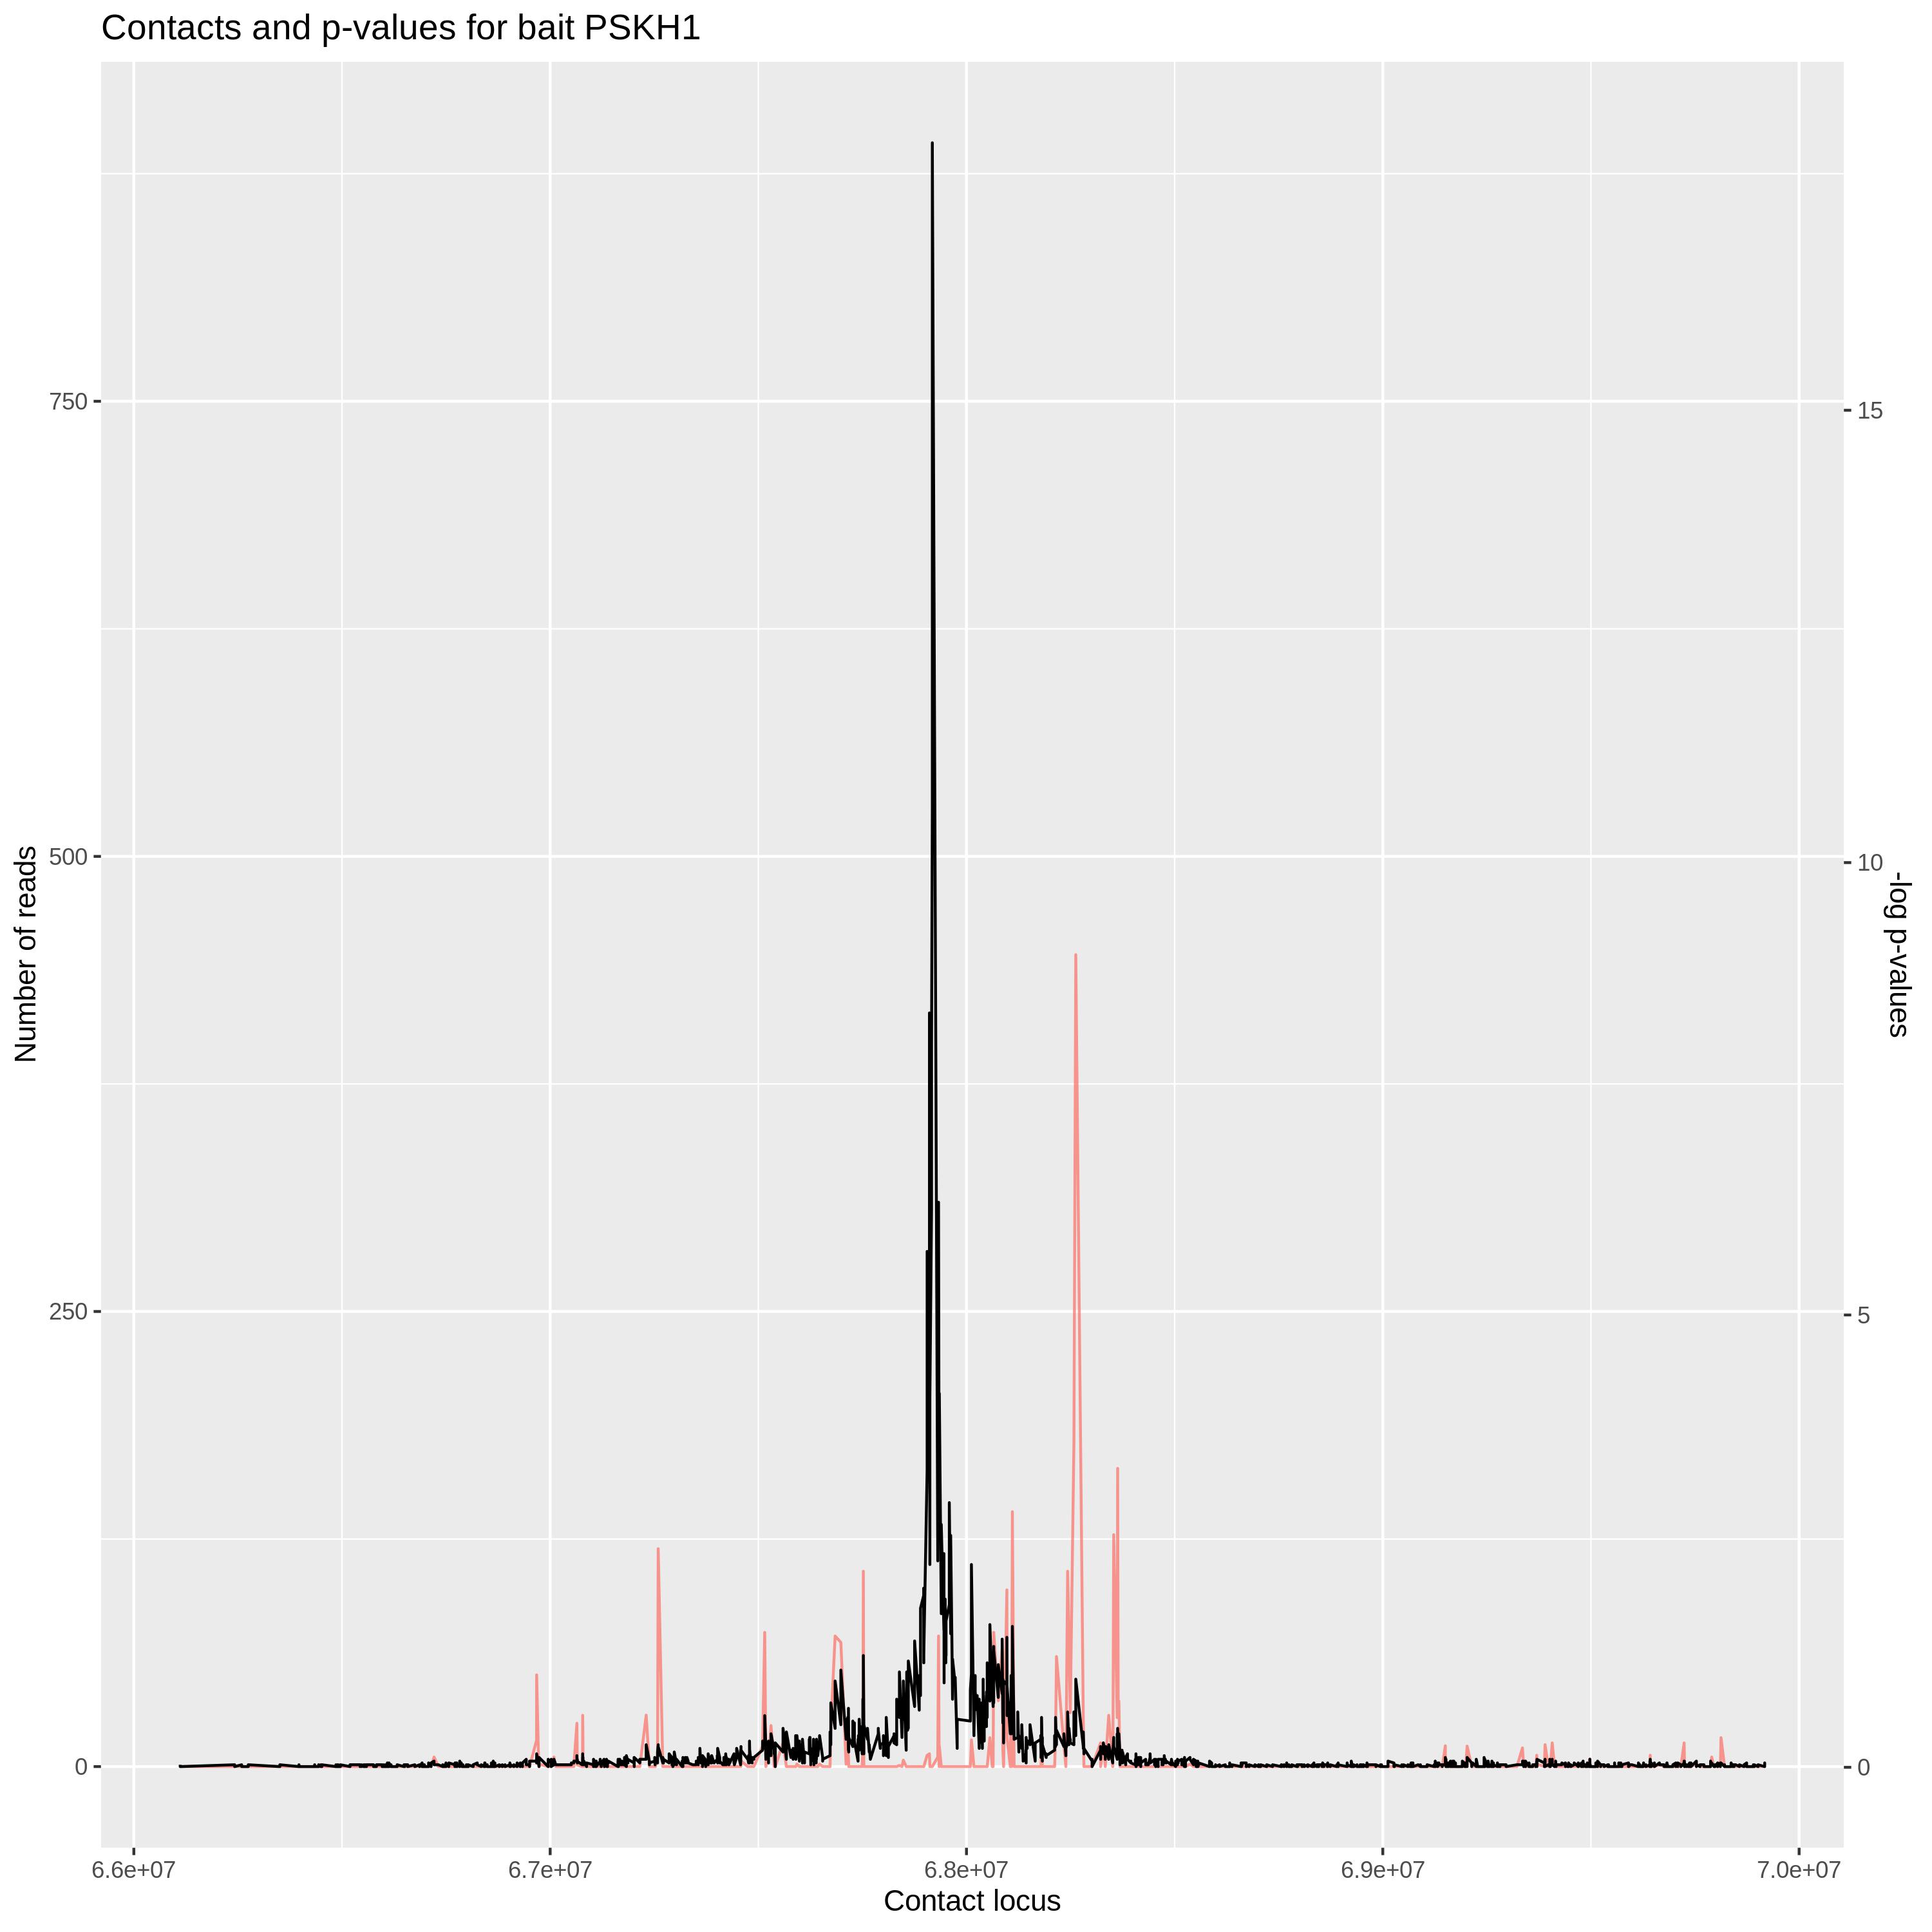 Contacts and p-values for bait PSKH1
750
500
250
0
Number of reads
15
10
5
0
-log p-values
6.6e+07
6.7e+07
6.8e+07
6.9e+07
7.0e+07
Contact locus